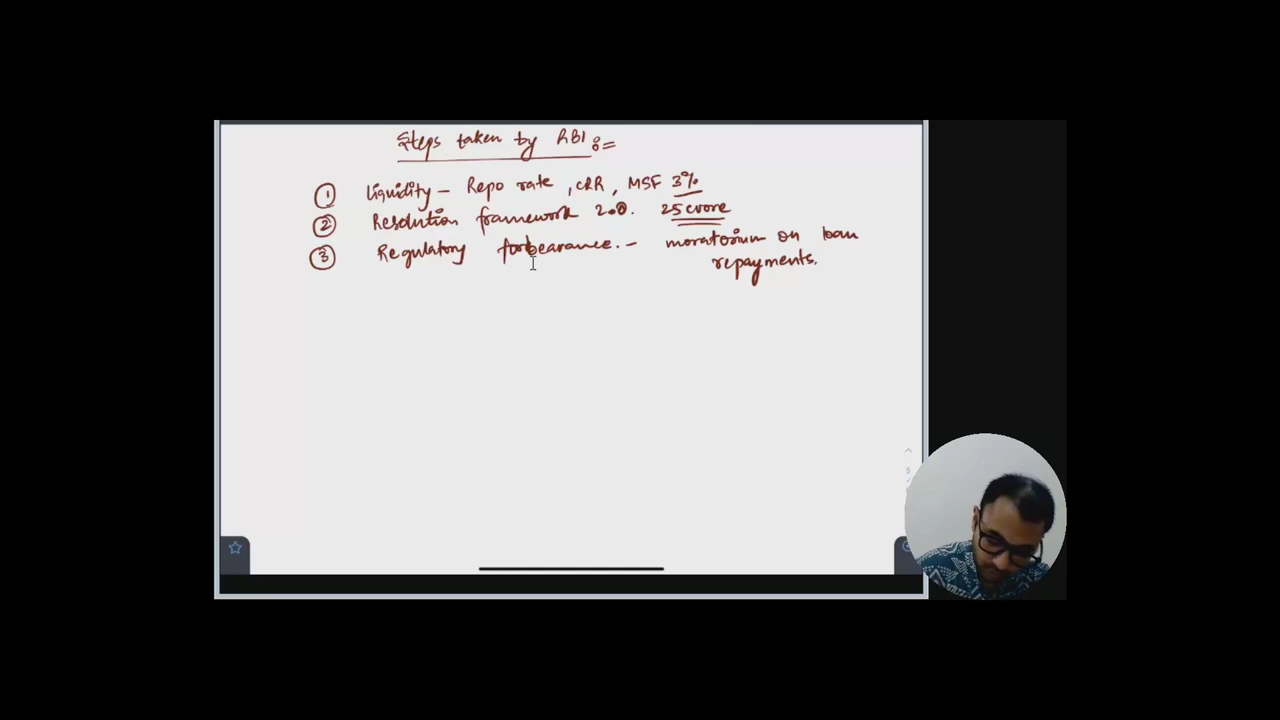 Steps taken by RBI :=
① Liquidity – Repo rate, CRR, MSF 3%
② Resolution framework 2.0. 25 crore
③ Regulatory forbearance. – moratorium on loan
repayments.